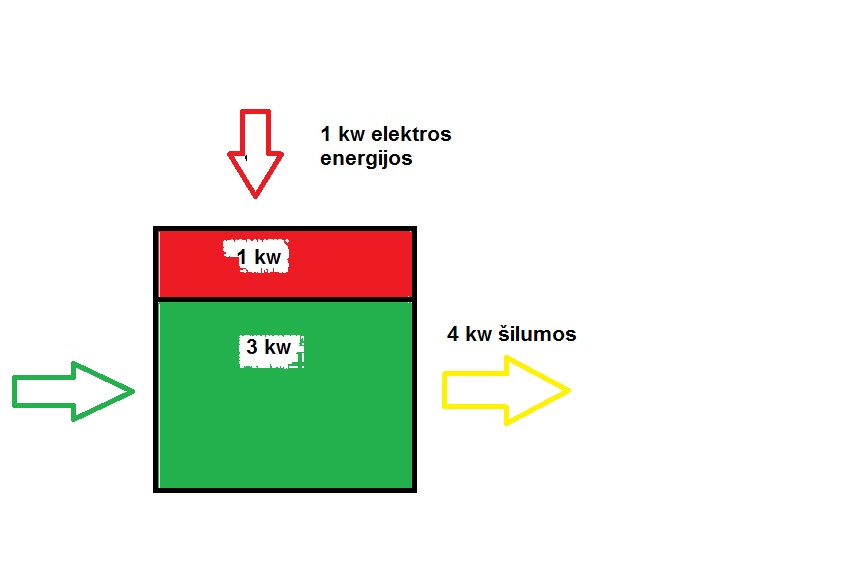 1 kw elektros
energijos
1 kw
3 kw
4 kw šilumos